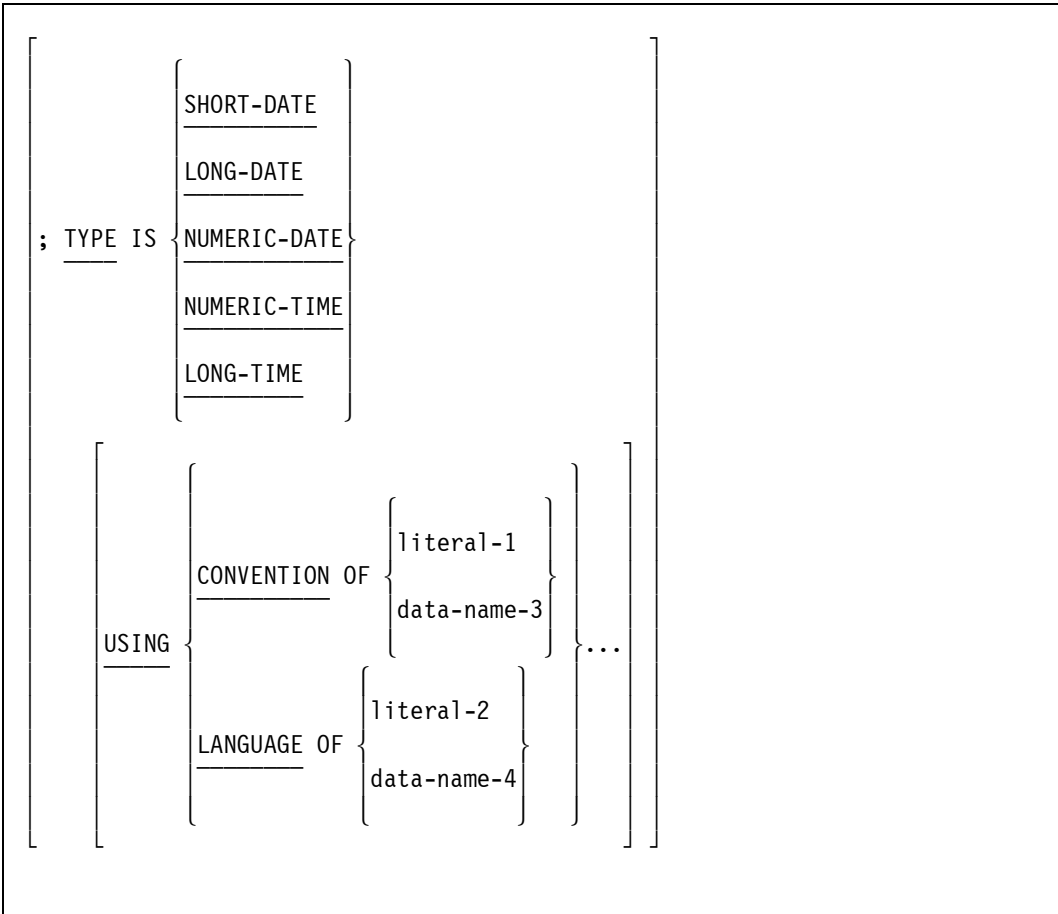 SHORT-DATE
LONG-DATE
; TYPE IS NUMERIC-DATE
NUMERIC-TIME
LONG-TIME
literal-1
CONVENTION OF
data-name-3
USING ...
literal-2
LANGUAGE OF
data-name-4